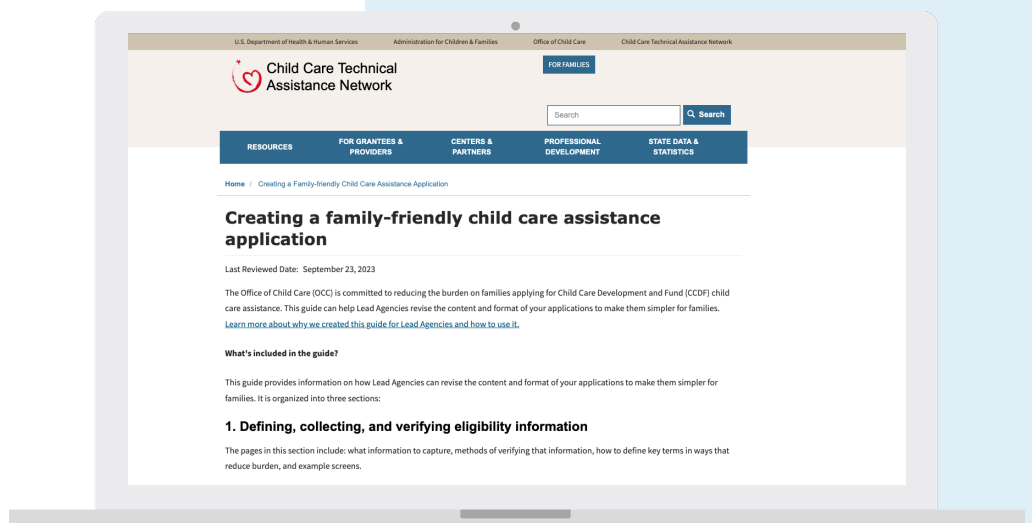 U.S. Department of Health & Human Services Administration for Children & Families Office of Child Care Child Care Technical Assistance Network
Child Care Technical
Assistance Network
FOR FAMILIES
Search Search
RESOURCES FOR GRANTEES & PROVIDERS CENTERS & PARTNERS PROFESSIONAL DEVELOPMENT STATE DATA & STATISTICS
Home / Creating a Family-friendly Child Care Assistance Application
Creating a family-friendly child care assistance
application
Last Reviewed Date: September 23, 2023
The Office of Child Care (OCC) is committed to reducing the burden on families applying for Child Care Development and Fund (CCDF) child
care assistance. This guide can help Lead Agencies revise the content and format of your applications to make them simpler for families.
Learn more about why we created this guide for Lead Agencies and how to use it.
What's included in the guide?
This guide provides information on how Lead Agencies can revise the content and format of your applications to make them simpler for
families. It is organized into three sections:
1. Defining, collecting, and verifying eligibility information
The pages in this section include: what information to capture, methods of verifying that information, how to define key terms in ways that
reduce burden, and example screens.